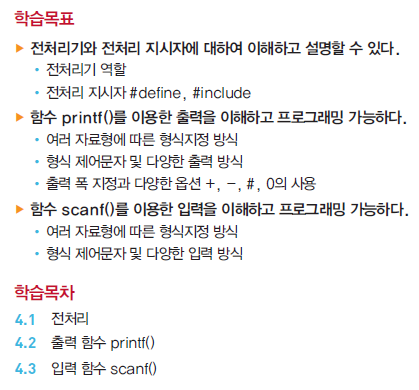 학습목표
▶ 전처리기와 전처리 지시자에 대하여 이해하고 설명할 수 있다.
• 전처리기 역할
• 전처리 지시자 #define, #include
▶ 함수 printf()를 이용한 출력을 이해하고 프로그래밍 가능하다.
• 여러 자료형에 따른 형식지정 방식
• 형식 제어문자 및 다양한 출력 방식
• 출력 폭 지정과 다양한 옵션 +, −, #, 0의 사용
▶ 함수 scanf()를 이용한 입력을 이해하고 프로그래밍 가능하다.
• 여러 자료형에 따른 형식지정 방식
• 형식 제어문자 및 다양한 입력 방식
학습목차
4.1 전처리
4.2 출력 함수 printf()
4.3 입력 함수 scanf()